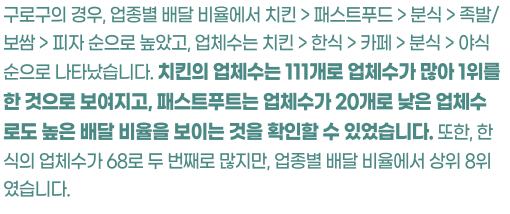 구로구의 경우, 업종별 배달 비율에서 치킨 > 패스트푸드 > 분식 > 족발/
보쌈 > 피자 순으로 높았고, 업체수는 치킨 > 한식 > 카페 > 분식 > 야식
순으로 나타났습니다. 치킨의 업체수는 111개로 업체수가 많아 1위를
한 것으로 보여지고, 패스트푸트는 업체수가 20개로 낮은 업체수
로도 높은 배달 비율을 보이는 것을 확인할 수 있었습니다. 또한, 한
식의 업체수가 68로 두 번째로 많지만, 업종별 배달 비율에서 상위 8위
였습니다.